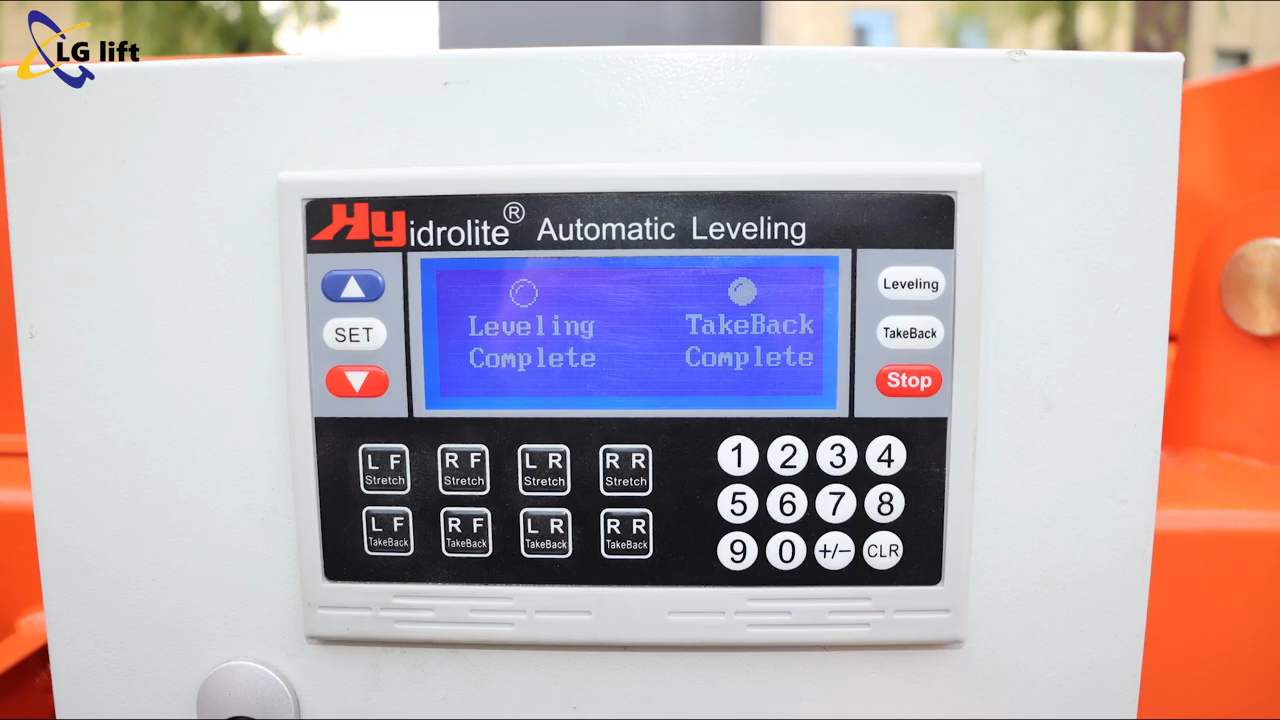 LG lift
Hyidrolite® Automatic Leveling
▲
SET
▼
Leveling
Complete
TakeBack
Complete
Leveling
TakeBack
Stop
L F
Stretch
R F
Stretch
L R
Stretch
R R
Stretch
L F
TakeBack
R F
TakeBack
L R
TakeBack
R R
TakeBack
1 2 3 4
5 6 7 8
9 0 +/− CLR